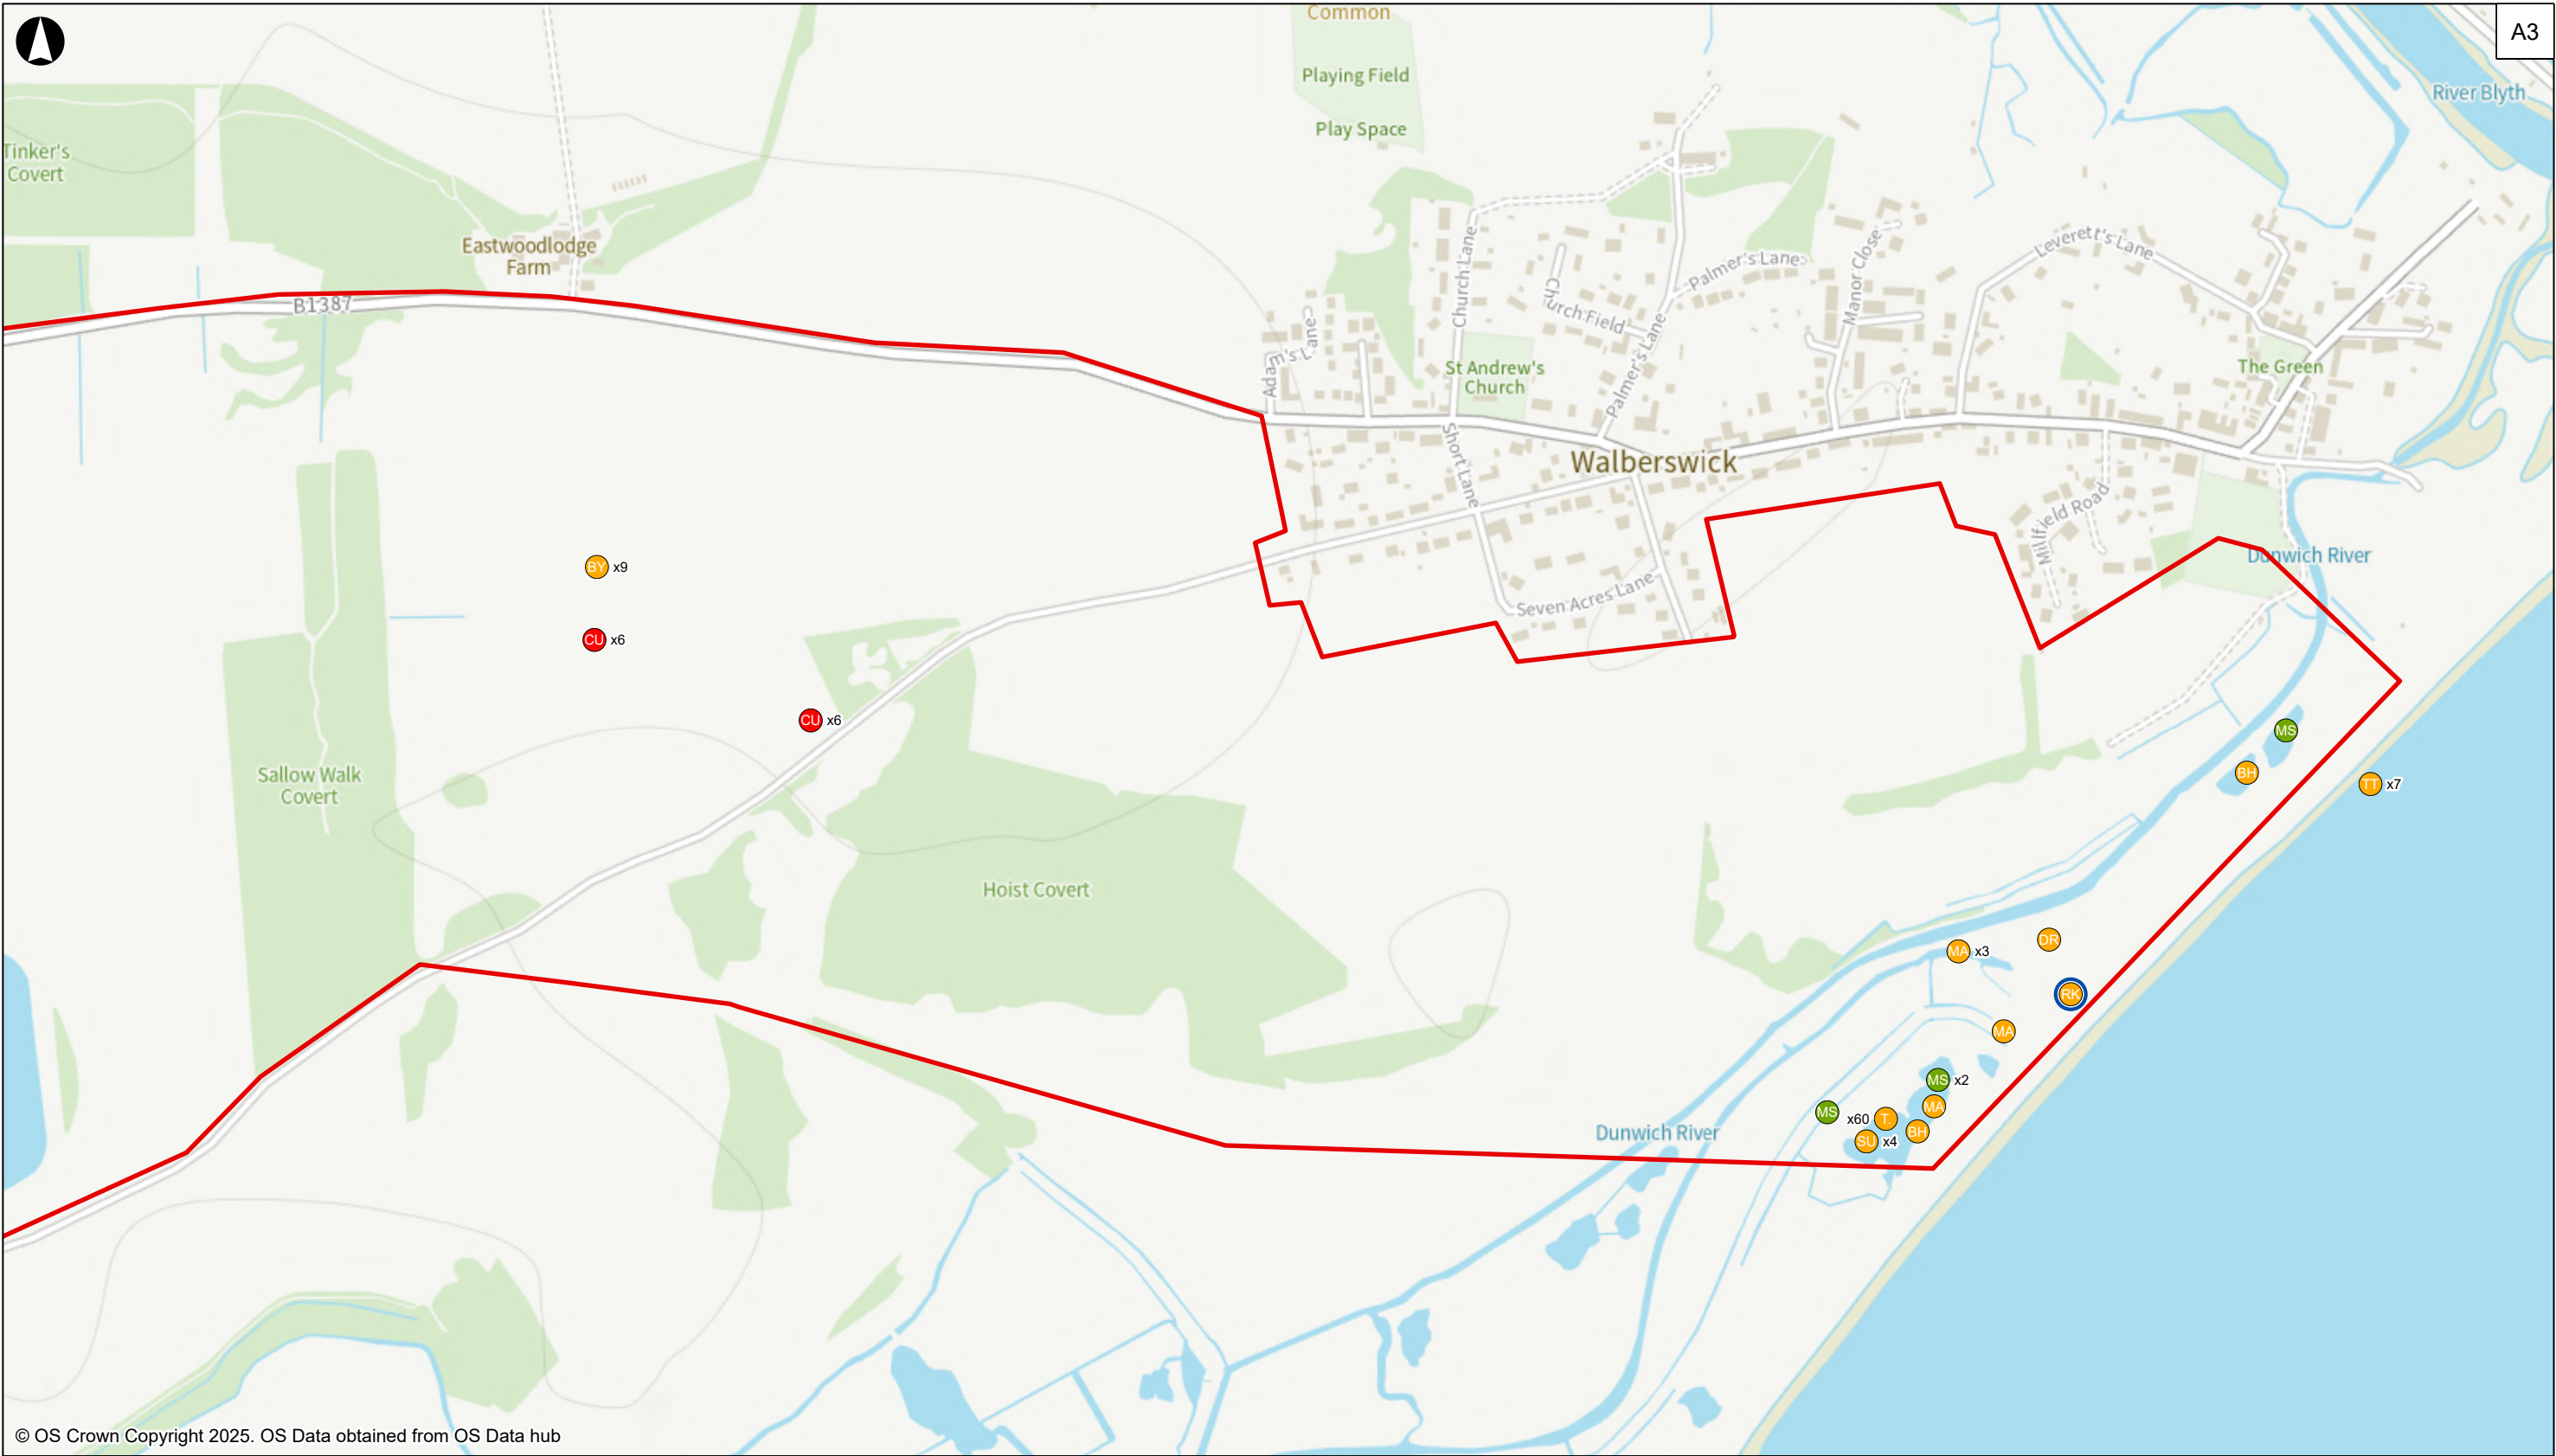 Common
A3
Playing Field
River Blyth
Play Space
Tinker's
Covert
Eastwoodlodge
Farm
Church Lane
Church Field
Palmer's Lane
Manor Close
Leverett's Lane
B1387
Adam's Lane
Palmer's Lane
St Andrew's
Church
The Green
Short Lane
Walberswick
Millfield Road
Dunwich River
BY x9
Seven Acres Lane
CU x6
CU x6
MS
Sallow Walk
Covert
BH
TT x7
Hoist Covert
DR
MA x3
RK
MA
MS x2
MA
MS
x60 T.
Dunwich River
BH
SU x4
© OS Crown Copyright 2025. OS Data obtained from OS Data hub